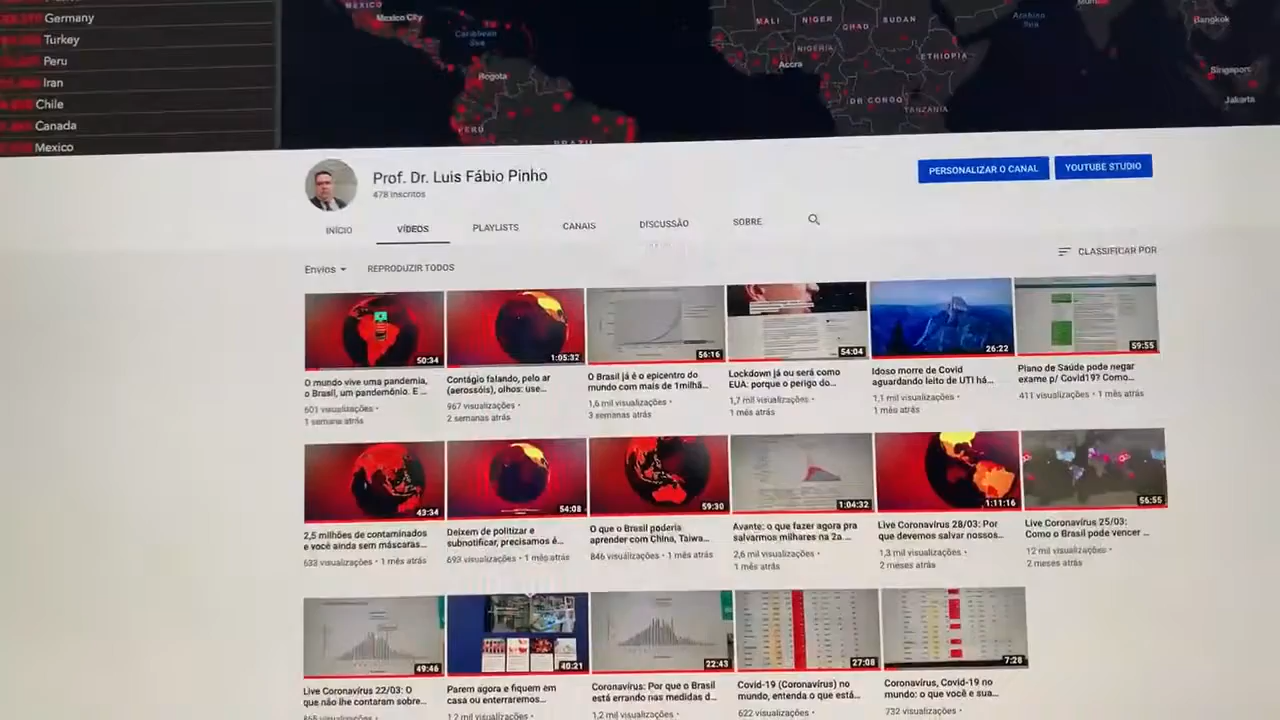 Germany
Turkey
Peru
Iran
Chile
Canada
Mexico
MEXICO
Mexico City
Caribbean
Sea
Bogota
PERU
BRAZIL
MALI
NIGER
CHAD
SUDAN
NIGERIA
Accra
ETHIOPIA
DR CONGO
TANZANIA
Arabian
Sea
Mumbai
Bangkok
Singapore
Jakarta
Prof. Dr. Luis Fábio Pinho
478 inscritos
PERSONALIZAR O CANAL
YOUTUBE STUDIO
INÍCIO
VÍDEOS
PLAYLISTS
CANAIS
DISCUSSÃO
SOBRE
Envios
REPRODUZIR TODOS
CLASSIFICAR POR
50:34
1:05:32
56:16
54:04
26:22
59:55
O mundo vive uma pandemia,
o Brasil, um pandemônio. E ...
601 visualizações •
1 semana atrás
Contágio falando, pelo ar
(aerossóis), olhos: use...
967 visualizações •
2 semanas atrás
O Brasil já é o epicentro do
mundo com mais de 1milhã...
1,6 mil visualizações •
3 semanas atrás
Lockdown já ou será como
EUA: porque o perigo do...
1,7 mil visualizações •
1 mês atrás
Idoso morre de Covid
aguardando leito de UTI há...
1,1 mil visualizações •
1 mês atrás
Plano de Saúde pode negar
exame p/ Covid19? Como...
411 visualizações • 1 mês atrás
43:34
54:08
59:30
1:04:32
1:11:16
56:55
2,5 milhões de contaminados
e você ainda sem máscaras...
633 visualizações • 1 mês atrás
Deixem de politizar e
subnotificar, precisamos é...
693 visualizações • 1 mês atrás
O que o Brasil poderia
aprender com China, Taiwa...
846 visualizações • 1 mês atrás
Avante: o que fazer agora pra
salvarmos milhares na 2a....
2,6 mil visualizações •
1 mês atrás
Live Coronavírus 28/03: Por
que devemos salvar nossos...
1,3 mil visualizações •
2 meses atrás
Live Coronavírus 25/03:
Como o Brasil pode vencer ...
12 mil visualizações •
2 meses atrás
49:46
40:21
22:43
27:08
7:28
Live Coronavírus 22/03: O
que não lhe contaram sobre...
visualizações •
Parem agora e fiquem em
casa ou enterraremos...
1,2 mil visualizações •
Coronavírus: Por que o Brasil
está errando nas medidas d...
1,2 mil visualizações •
Covid-19 (Coronavírus) no
mundo, entenda o que está...
622 visualizações •
Coronavírus, Covid-19 no
mundo: o que você e sua...
732 visualizações •